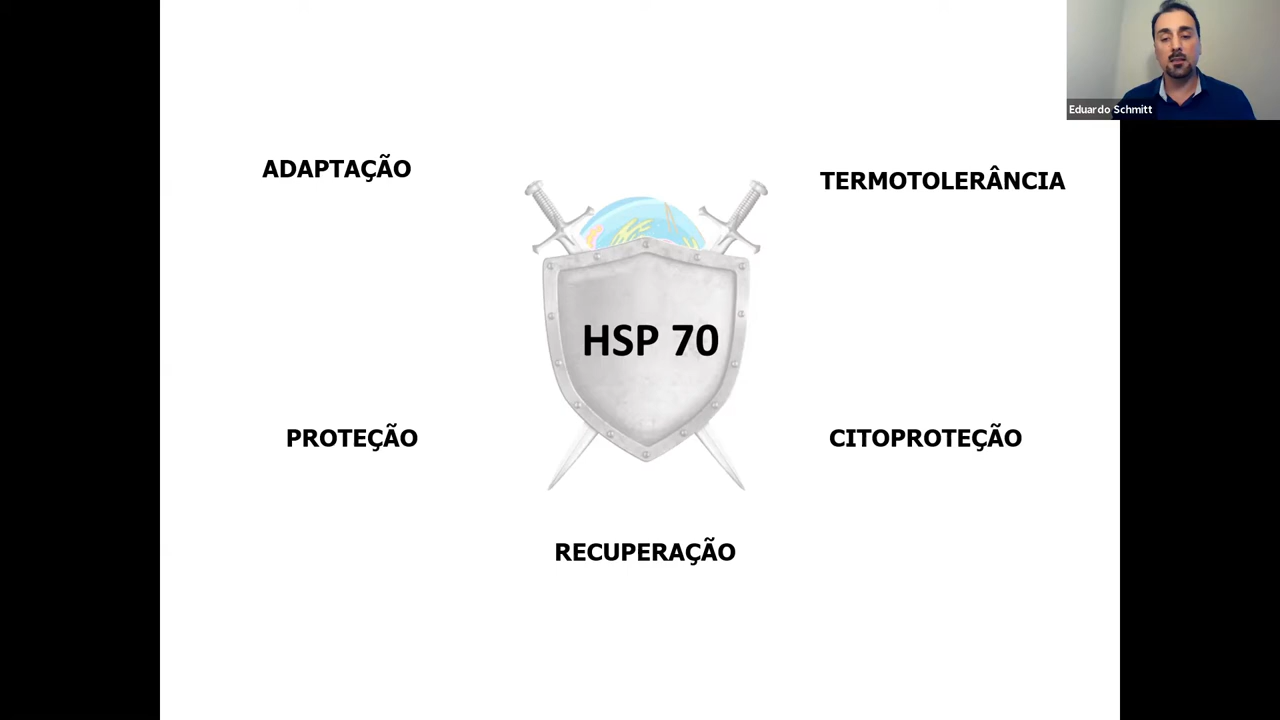 Eduardo Schmitt
ADAPTAÇÃO
TERMOTOLERÂNCIA
HSP 70
PROTEÇÃO
CITOPROTEÇÃO
RECUPERAÇÃO